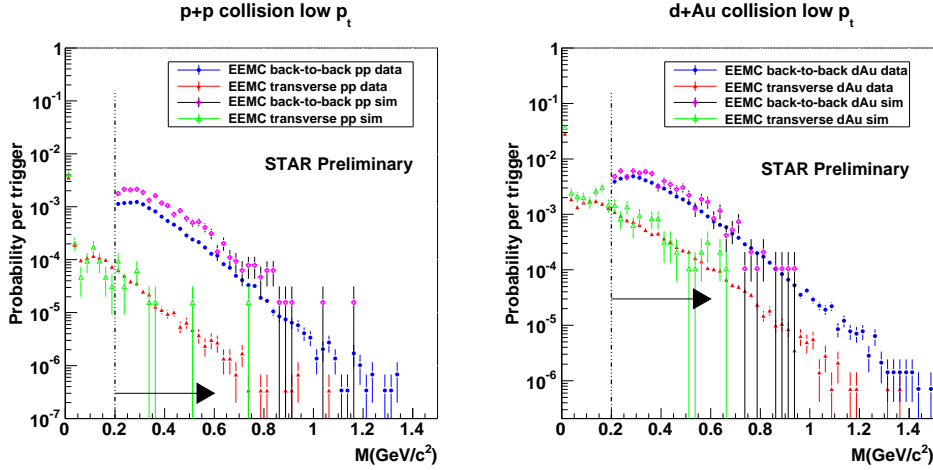 p+p collision low p_t
Probability per trigger
1
10^-1
10^-2
10^-3
10^-4
10^-5
10^-6
10^-7
EEMC back-to-back pp data
EEMC transverse pp data
EEMC back-to-back pp sim
EEMC transverse pp sim
STAR Preliminary
0 0.2 0.4 0.6 0.8 1 1.2 1.4
M(GeV/c^2)
d+Au collision low p_t
Probability per trigger
1
10^-1
10^-2
10^-3
10^-4
10^-5
10^-6
EEMC back-to-back dAu data
EEMC transverse dAu data
EEMC back-to-back dAu sim
EEMC transverse dAu sim
STAR Preliminary
0 0.2 0.4 0.6 0.8 1 1.2 1.4
M(GeV/c^2)